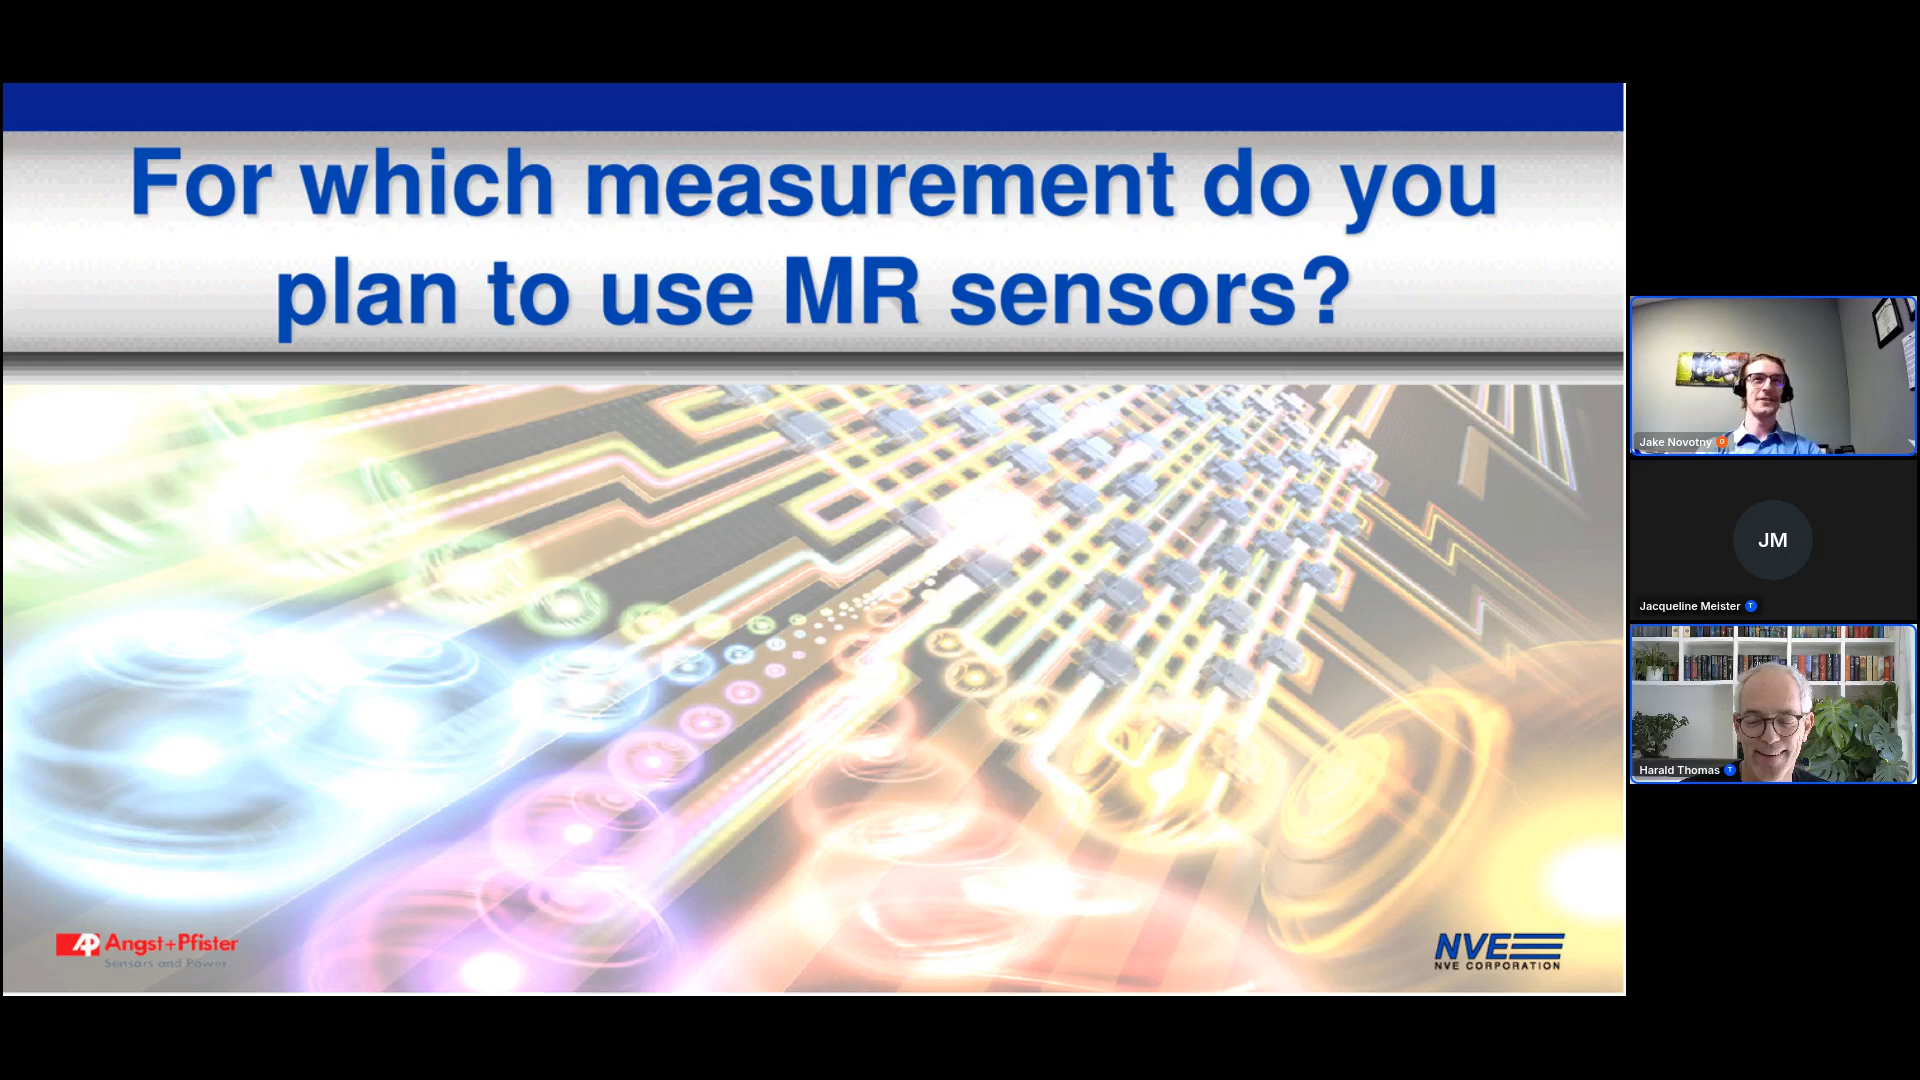 For which measurement do you
plan to use MR sensors?
AP Angst+Pfister
Sensors and Power
NVE
NVE CORPORATION
Jake Novotny G
JM
Jacqueline Meister T
Harald Thomas T